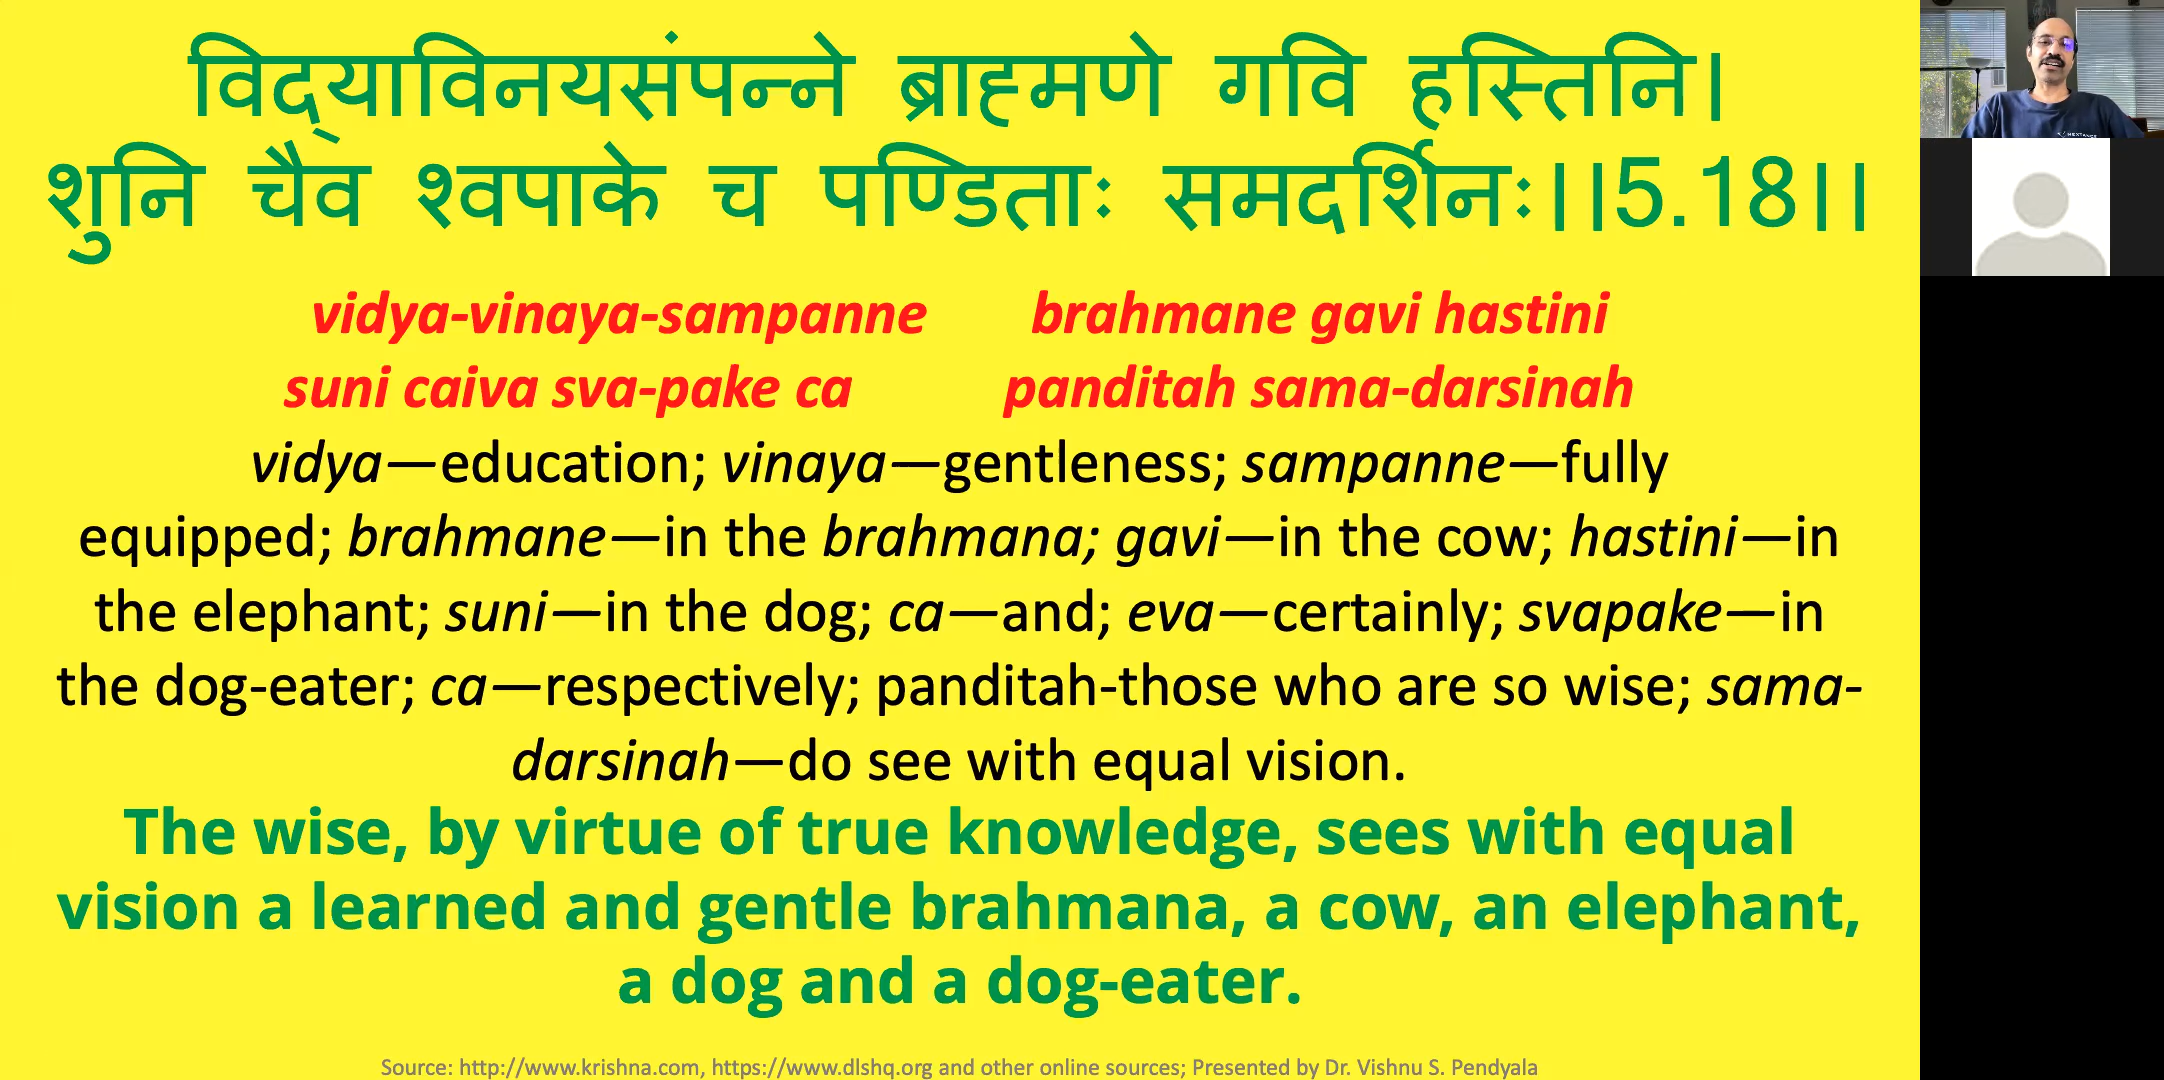 विद्याविनयसंपन्ने ब्राह्मणे गवि हस्तिनि।
शुनि चैव श्वपाके च पण्डिताः समदर्शिनः।।5.18।।
vidya-vinaya-sampanne brahmane gavi hastini
suni caiva sva-pake ca panditah sama-darsinah
vidya—education; vinaya—gentleness; sampanne—fully
equipped; brahmane—in the brahmana; gavi—in the cow; hastini—in
the elephant; suni—in the dog; ca—and; eva—certainly; svapake—in
the dog-eater; ca—respectively; panditah-those who are so wise; sama-
darsinah—do see with equal vision.
The wise, by virtue of true knowledge, sees with equal
vision a learned and gentle brahmana, a cow, an elephant,
a dog and a dog-eater.
Source: http://www.krishna.com, https://www.dlshq.org and other online sources; Presented by Dr. Vishnu S. Pendyala